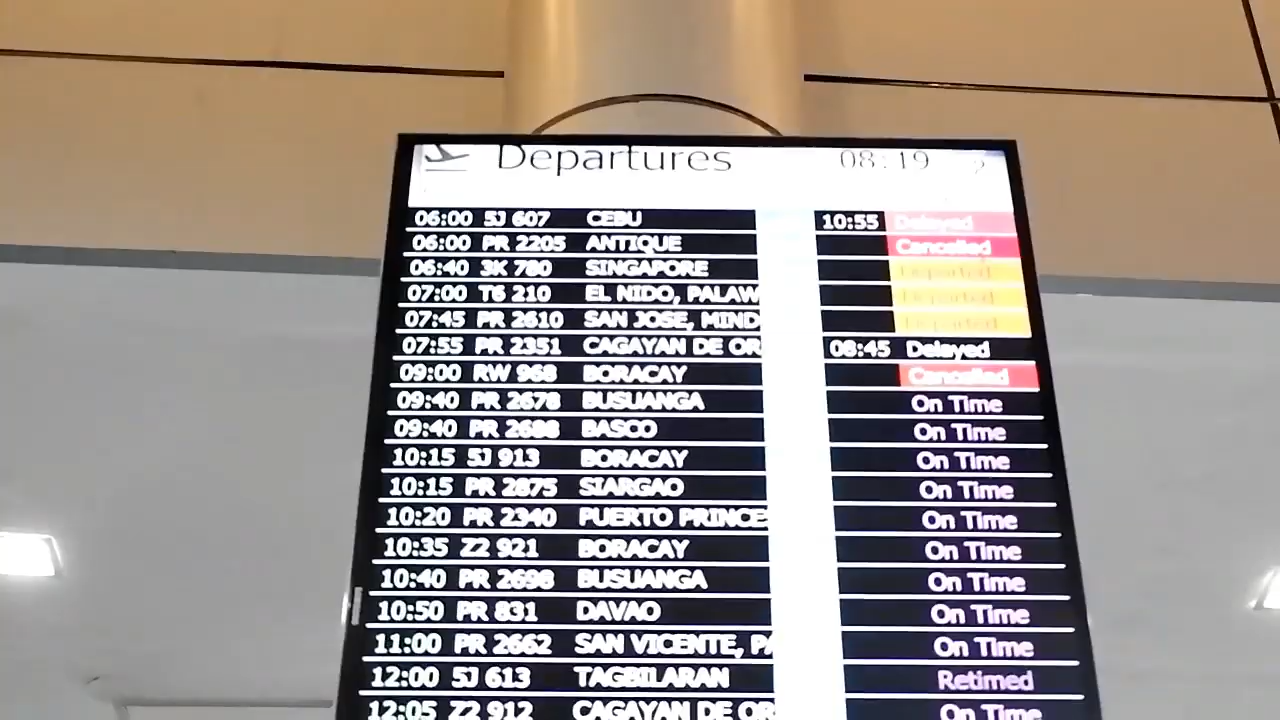 Departures 08:19
06:00 5J 607 CEBU 10:55 Delayed
06:00 PR 2205 ANTIQUE Cancelled
06:40 3K 780 SINGAPORE Departed
07:00 T6 210 EL NIDO, PALAW Departed
07:45 PR 2610 SAN JOSE, MIND Departed
07:55 PR 2351 CAGAYAN DE OR 08:45 Delayed
09:00 RW 968 BORACAY Cancelled
09:40 PR 2678 BUSUANGA On Time
09:40 PR 2688 BASCO On Time
10:15 5J 913 BORACAY On Time
10:15 PR 2875 SIARGAO On Time
10:20 PR 2340 PUERTO PRINCES On Time
10:35 Z2 921 BORACAY On Time
10:40 PR 2698 BUSUANGA On Time
10:50 PR 831 DAVAO On Time
11:00 PR 2662 SAN VICENTE, PA On Time
12:00 5J 613 TAGBILARAN Retimed
12:05 Z2 912 CAGAYAN DE OR On Time